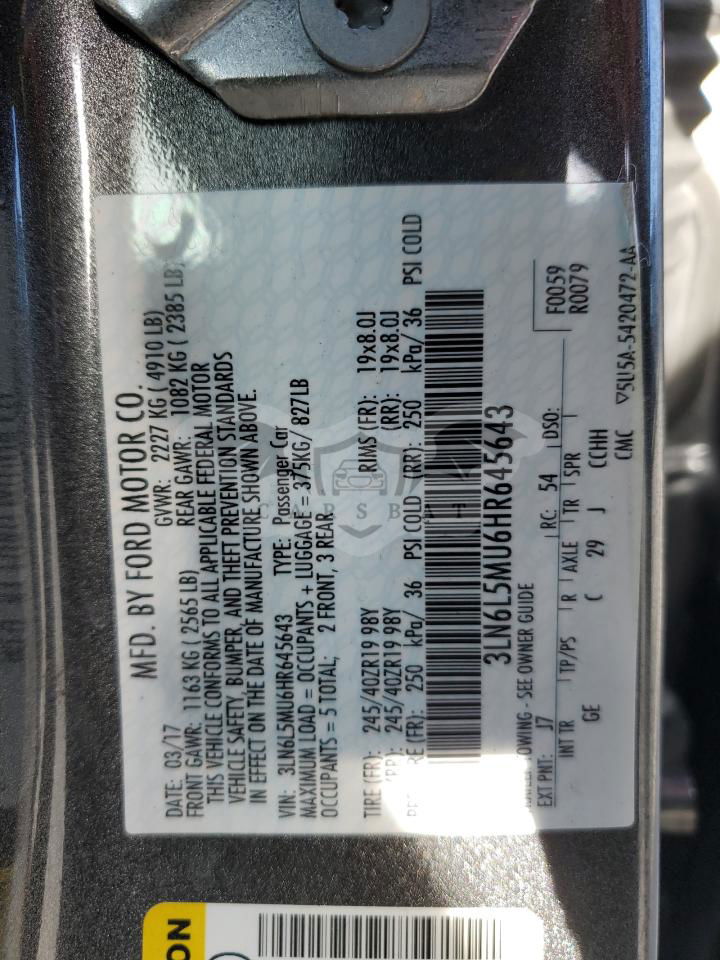 MFD. BY FORD MOTOR CO.
DATE: 03/17 GVWR: 2227 KG ( 4910 LB)
FRONT GAWR: 1163 KG ( 2565 LB) REAR GAWR: 1082 KG ( 2385 LB)
THIS VEHICLE CONFORMS TO ALL APPLICABLE FEDERAL MOTOR
VEHICLE SAFETY, BUMPER, AND THEFT PREVENTION STANDARDS
IN EFFECT ON THE DATE OF MANUFACTURE SHOWN ABOVE.
VIN: 3LN6L5MU6HR645643 TYPE: Passenger Car
MAXIMUM LOAD = OCCUPANTS + LUGGAGE = 375KG/ 827LB
OCCUPANTS = 5 TOTAL, 2 FRONT, 3 REAR
TIRE (FR): 245/40ZR19 98Y RIMS (FR): 19x8.0J
(RR): 245/40ZR19 98Y (RR): 19x8.0J
(FR): 250 kPa/ 36 PSI COLD (RR): 250 kPa/ 36 PSI COLD
CARSBAT
3LN6L5MU6HR645643
TOWING - SEE OWNER GUIDE
F0059
R0079
EXT PNT: J7 RC: 54 DSO:
INT TR TP/PS R AXLE TR SPR
GE C 29 J CCHH
CMC ▽5U5A-5420472-AA
ON